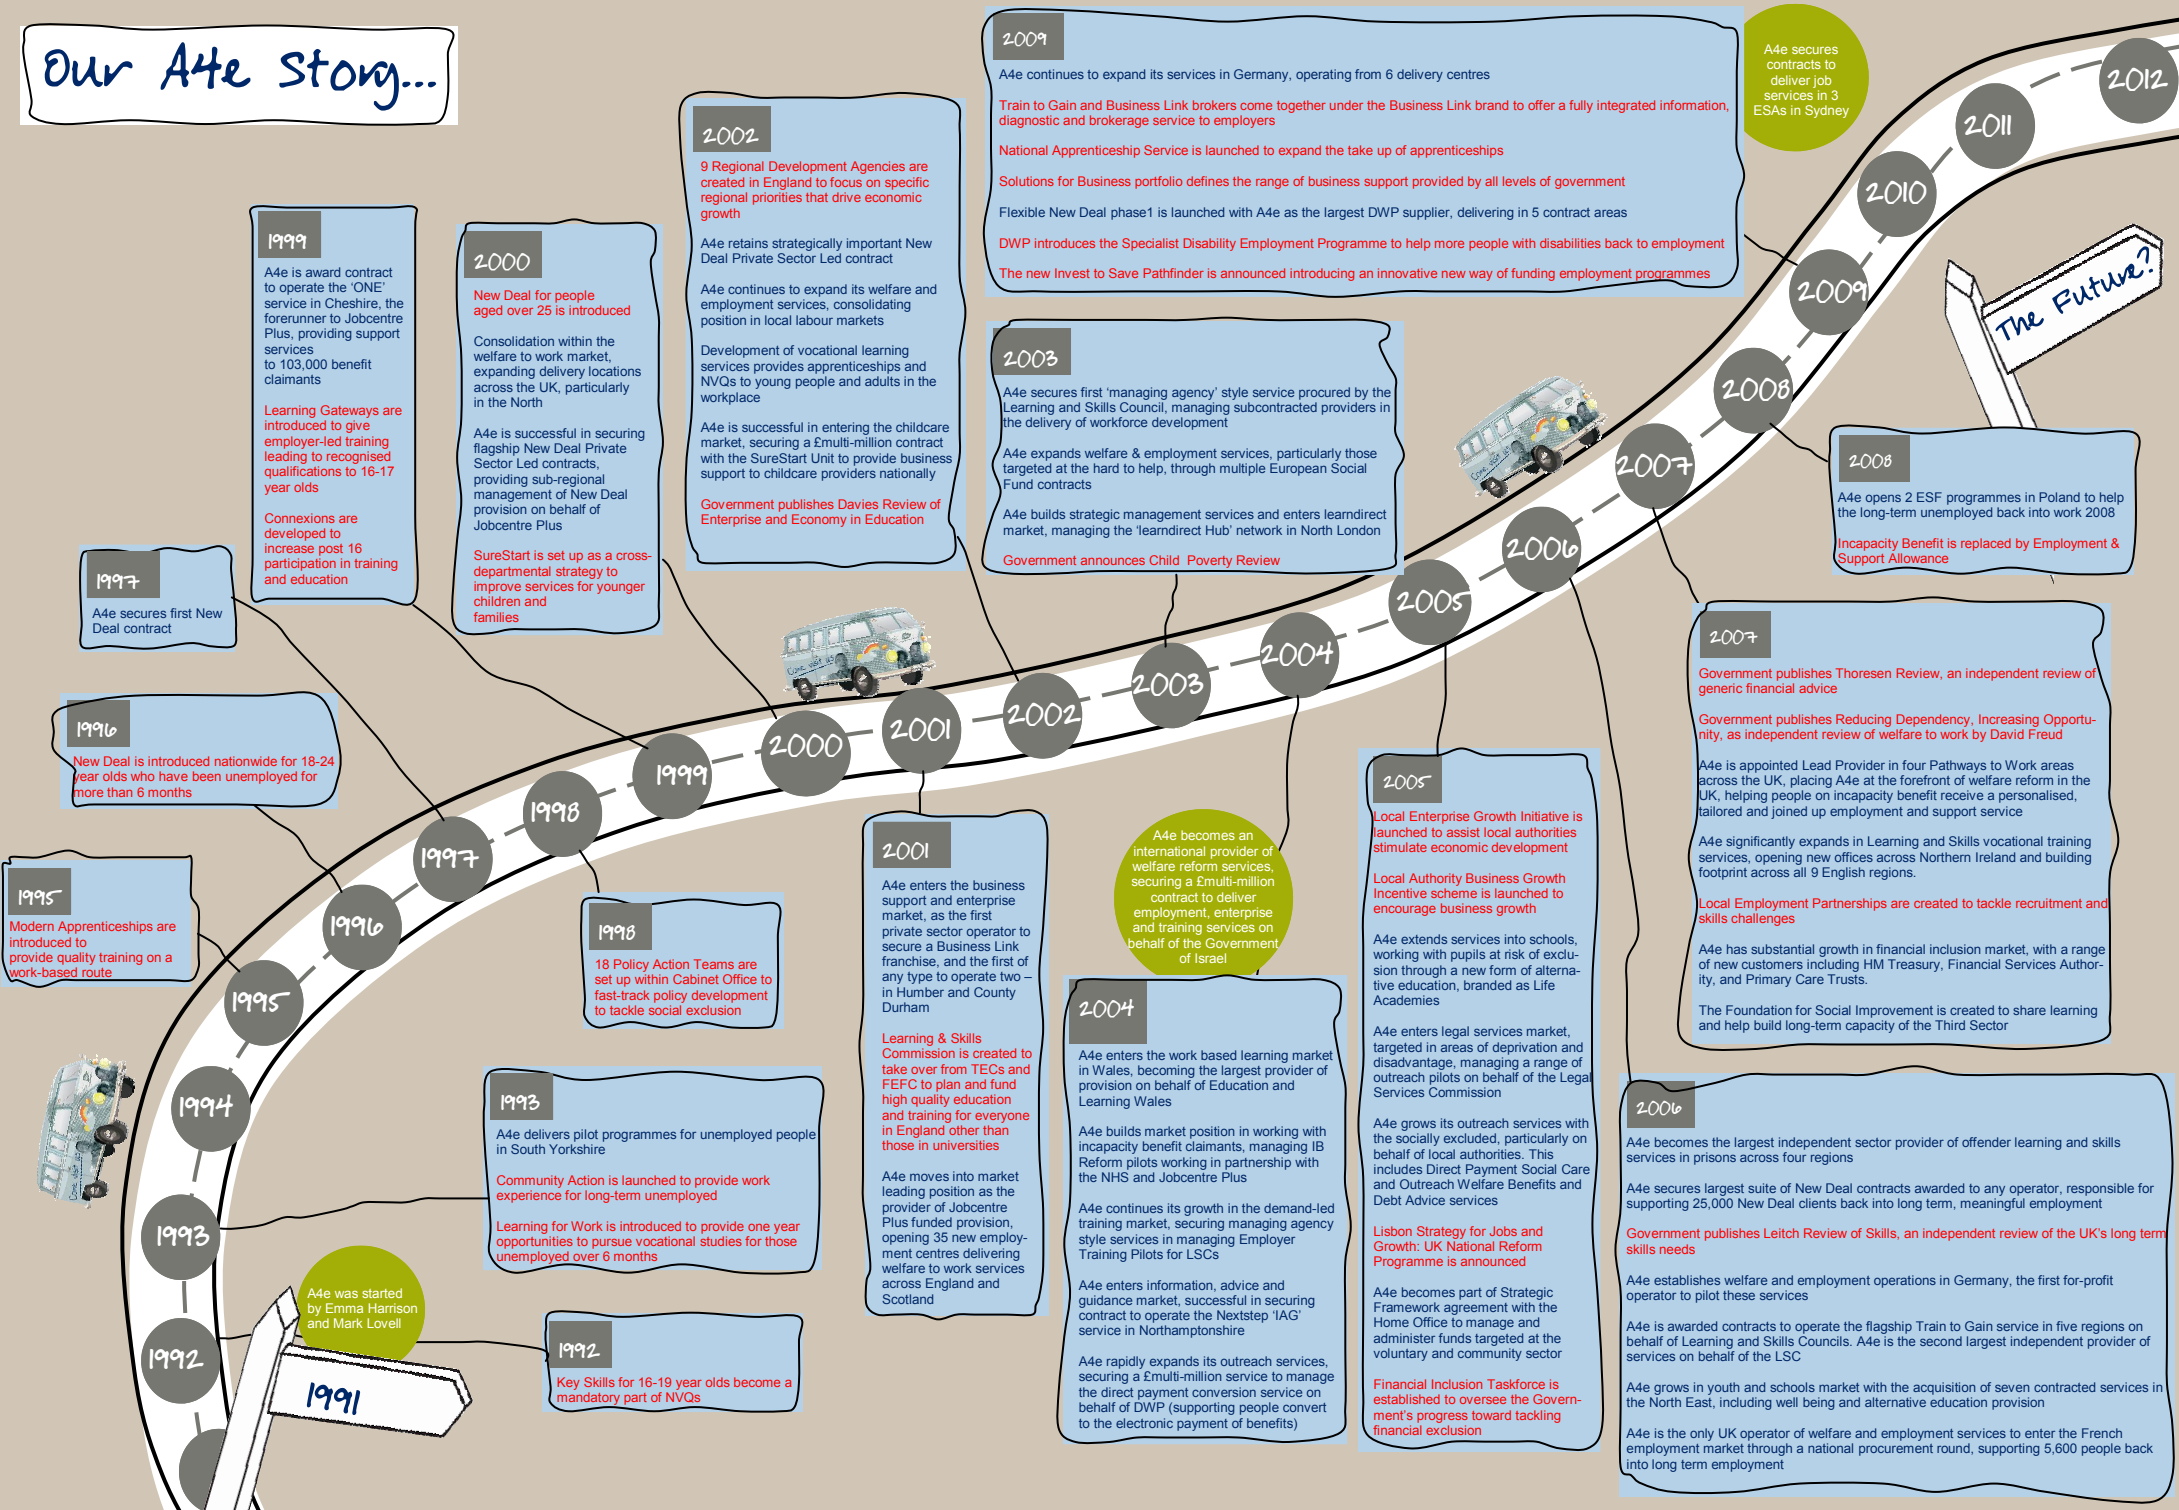 Our A4e Story...
1991
A4e was started
by Emma Harrison
and Mark Lovell
1992
1992
Key Skills for 16-19 year olds become a
mandatory part of NVQs
1993
1993
A4e delivers pilot programmes for unemployed people
in South Yorkshire
Community Action is launched to provide work
experience for long-term unemployed
Learning for Work is introduced to provide one year
opportunities to pursue vocational studies for those
unemployed over 6 months
1994
1995
1995
Modern Apprenticeships are
introduced to
provide quality training on a
work-based route
1996
1996
New Deal is introduced nationwide for 18-24
year olds who have been unemployed for
more than 6 months
1997
1997
A4e secures first New
Deal contract
1998
1998
18 Policy Action Teams are
set up within Cabinet Office to
fast-track policy development
to tackle social exclusion
1999
1999
A4e is award contract
to operate the ‘ONE’
service in Cheshire, the
forerunner to Jobcentre
Plus, providing support
services
to 103,000 benefit
claimants
Learning Gateways are
introduced to give
employer-led training
leading to recognised
qualifications to 16-17
year olds
Connexions are
developed to
increase post 16
participation in training
and education
2000
2000
New Deal for people
aged over 25 is introduced
Consolidation within the
welfare to work market,
expanding delivery locations
across the UK, particularly
in the North
A4e is successful in securing
flagship New Deal Private
Sector Led contracts,
providing sub-regional
management of New Deal
provision on behalf of
Jobcentre Plus
SureStart is set up as a cross-
departmental strategy to
improve services for younger
children and
families
Come visit us
2001
2001
A4e enters the business
support and enterprise
market, as the first
private sector operator to
secure a Business Link
franchise, and the first of
any type to operate two –
in Humber and County
Durham
Learning & Skills
Commission is created to
take over from TECs and
FEFC to plan and fund
high quality education
and training for everyone
in England other than
those in universities
A4e moves into market
leading position as the
provider of Jobcentre
Plus funded provision,
opening 35 new employ-
ment centres delivering
welfare to work services
across England and
Scotland
2002
2002
9 Regional Development Agencies are
created in England to focus on specific
regional priorities that drive economic
growth
A4e retains strategically important New
Deal Private Sector Led contract
A4e continues to expand its welfare and
employment services, consolidating
position in local labour markets
Development of vocational learning
services provides apprenticeships and
NVQs to young people and adults in the
workplace
A4e is successful in entering the childcare
market, securing a £multi-million contract
with the SureStart Unit to provide business
support to childcare providers nationally
Government publishes Davies Review of
Enterprise and Economy in Education
2003
2003
A4e secures first ‘managing agency’ style service procured by the
Learning and Skills Council, managing subcontracted providers in
the delivery of workforce development
A4e expands welfare & employment services, particularly those
targeted at the hard to help, through multiple European Social
Fund contracts
A4e builds strategic management services and enters learndirect
market, managing the ‘learndirect Hub’ network in North London
Government announces Child Poverty Review
2004
A4e becomes an
international provider of
welfare reform services,
securing a £multi-million
contract to deliver
employment, enterprise
and training services on
behalf of the Government
of Israel
2004
A4e enters the work based learning market
in Wales, becoming the largest provider of
provision on behalf of Education and
Learning Wales
A4e builds market position in working with
incapacity benefit claimants, managing IB
Reform pilots working in partnership with
the NHS and Jobcentre Plus
A4e continues its growth in the demand-led
training market, securing managing agency
style services in managing Employer
Training Pilots for LSCs
A4e enters information, advice and
guidance market, successful in securing
contract to operate the Nextstep ‘IAG’
service in Northamptonshire
A4e rapidly expands its outreach services,
securing a £multi-million service to manage
the direct payment conversion service on
behalf of DWP (supporting people convert
to the electronic payment of benefits)
2005
2005
Local Enterprise Growth Initiative is
launched to assist local authorities
stimulate economic development
Local Authority Business Growth
Incentive scheme is launched to
encourage business growth
A4e extends services into schools,
working with pupils at risk of exclu-
sion through a new form of alterna-
tive education, branded as Life
Academies
A4e enters legal services market,
targeted in areas of deprivation and
disadvantage, managing a range of
outreach pilots on behalf of the Legal
Services Commission
A4e grows its outreach services with
the socially excluded, particularly on
behalf of local authorities. This
includes Direct Payment Social Care
and Outreach Welfare Benefits and
Debt Advice services
Lisbon Strategy for Jobs and
Growth: UK National Reform
Programme is announced
A4e becomes part of Strategic
Framework agreement with the
Home Office to manage and
administer funds targeted at the
voluntary and community sector
Financial Inclusion Taskforce is
established to oversee the Govern-
ment's progress toward tackling
financial exclusion
Come visit us
2006
2006
A4e becomes the largest independent sector provider of offender learning and skills
services in prisons across four regions
A4e secures largest suite of New Deal contracts awarded to any operator, responsible for
supporting 25,000 New Deal clients back into long term, meaningful employment
Government publishes Leitch Review of Skills, an independent review of the UK's long term
skills needs
A4e establishes welfare and employment operations in Germany, the first for-profit
operator to pilot these services
A4e is awarded contracts to operate the flagship Train to Gain service in five regions on
behalf of Learning and Skills Councils. A4e is the second largest independent provider of
services on behalf of the LSC
A4e grows in youth and schools market with the acquisition of seven contracted services in
the North East, including well being and alternative education provision
A4e is the only UK operator of welfare and employment services to enter the French
employment market through a national procurement round, supporting 5,600 people back
into long term employment
2007
2007
Government publishes Thoresen Review, an independent review of
generic financial advice
Government publishes Reducing Dependency, Increasing Opportu-
nity, as independent review of welfare to work by David Freud
A4e is appointed Lead Provider in four Pathways to Work areas
across the UK, placing A4e at the forefront of welfare reform in the
UK, helping people on incapacity benefit receive a personalised,
tailored and joined up employment and support service
A4e significantly expands in Learning and Skills vocational training
services, opening new offices across Northern Ireland and building
footprint across all 9 English regions.
Local Employment Partnerships are created to tackle recruitment and
skills challenges
A4e has substantial growth in financial inclusion market, with a range
of new customers including HM Treasury, Financial Services Author-
ity, and Primary Care Trusts.
The Foundation for Social Improvement is created to share learning
and help build long-term capacity of the Third Sector
2008
2008
A4e opens 2 ESF programmes in Poland to help
the long-term unemployed back into work 2008
Incapacity Benefit is replaced by Employment &
Support Allowance
2009
2009
A4e continues to expand its services in Germany, operating from 6 delivery centres
Train to Gain and Business Link brokers come together under the Business Link brand to offer a fully integrated information,
diagnostic and brokerage service to employers
National Apprenticeship Service is launched to expand the take up of apprenticeships
Solutions for Business portfolio defines the range of business support provided by all levels of government
Flexible New Deal phase1 is launched with A4e as the largest DWP supplier, delivering in 5 contract areas
DWP introduces the Specialist Disability Employment Programme to help more people with disabilities back to employment
The new Invest to Save Pathfinder is announced introducing an innovative new way of funding employment programmes
A4e secures
contracts to
deliver job
services in 3
ESAs in Sydney
2010
2011
2012
The Future?